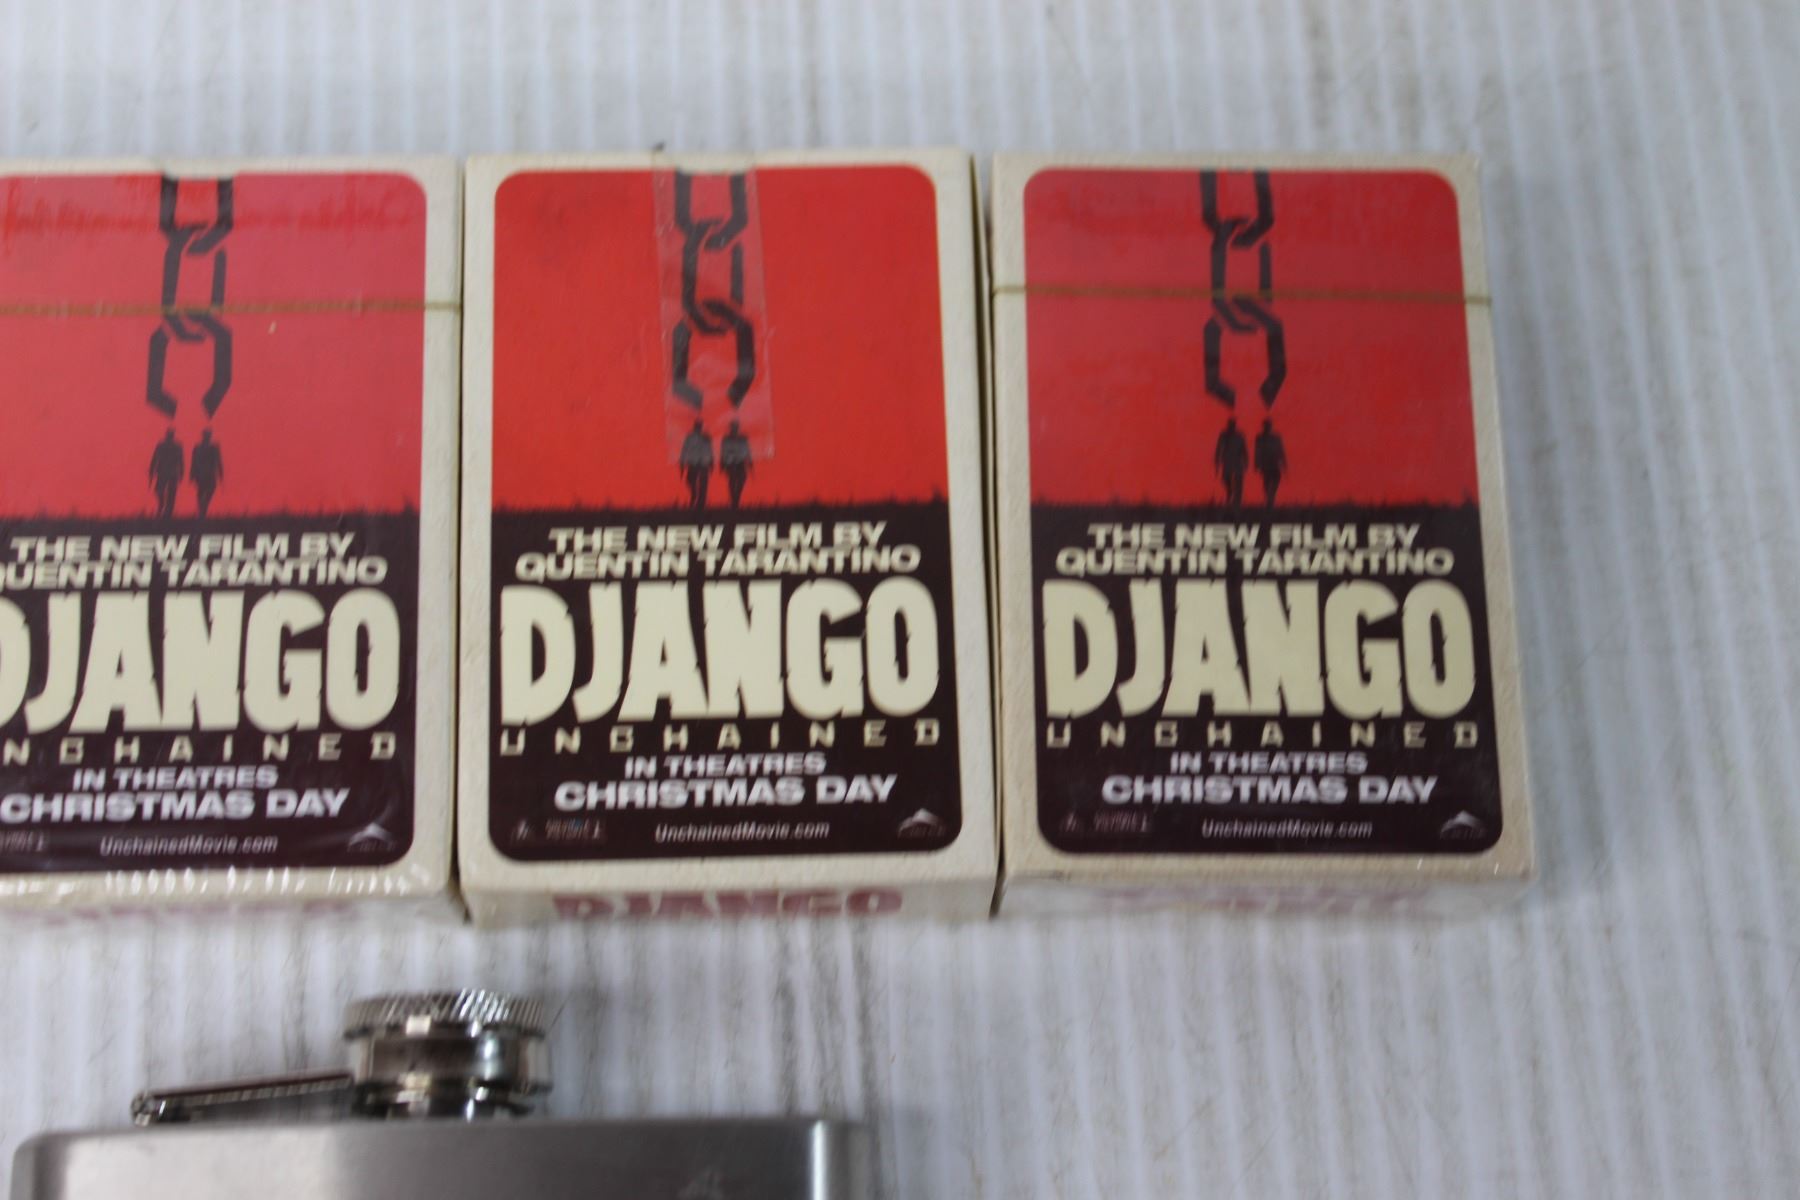 THE NEW FILM BY
QUENTIN TARANTINO
DJANGO
UNCHAINED
IN THEATRES
CHRISTMAS DAY
UnchainedMovie.com
THE NEW FILM BY
QUENTIN TARANTINO
DJANGO
UNCHAINED
IN THEATRES
CHRISTMAS DAY
UnchainedMovie.com
DJANGO
THE NEW FILM BY
QUENTIN TARANTINO
DJANGO
UNCHAINED
IN THEATRES
CHRISTMAS DAY
UnchainedMovie.com